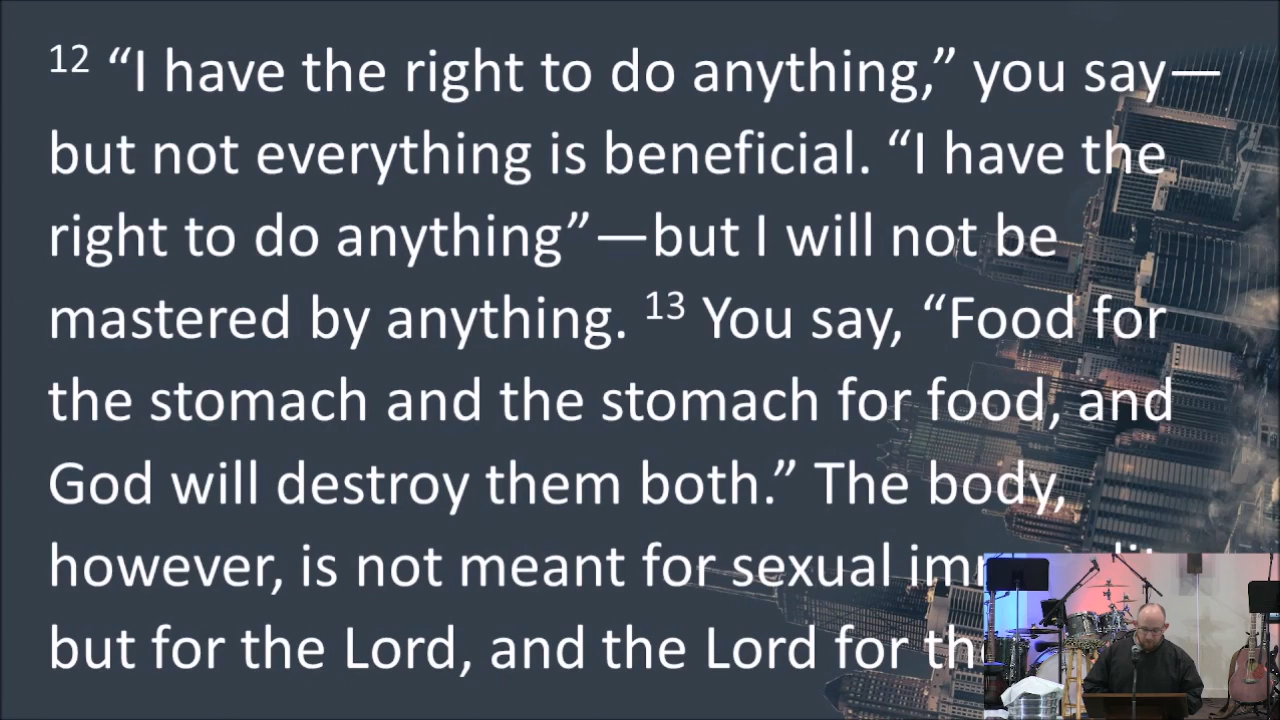 12 “I have the right to do anything,” you say—
but not everything is beneficial. “I have the
right to do anything”—but I will not be
mastered by anything. 13 You say, “Food for
the stomach and the stomach for food, and
God will destroy them both.” The body,
however, is not meant for sexual
but for the Lord, and the Lord for